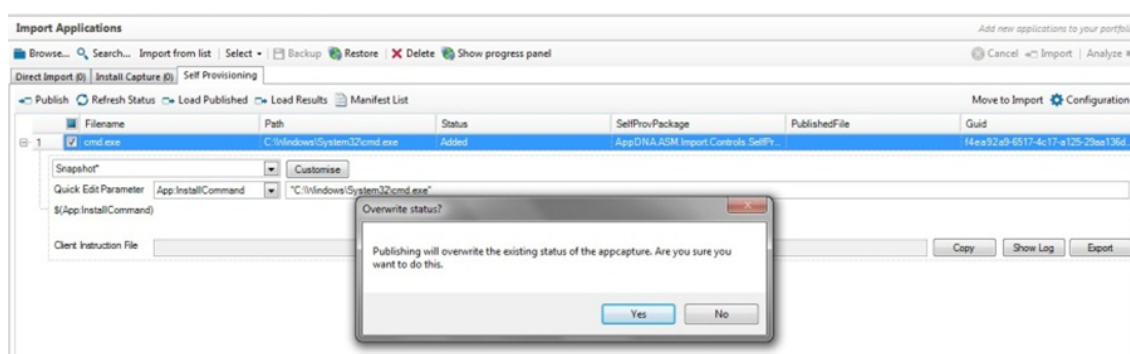 Import Applications
Add new applications to your portfoli
Browse... Search... Import from list Select Backup Restore Delete Show progress panel
Cancel Import Analyze
Direct Import (0) Install Capture (0) Self Provisioning
Publish Refresh Status Load Published Load Results Manifest List
Move to Import Configuration
Filename Path Status SelfProvPackage PublishedFile Guid
1 cmd.exe C:\Windows\System32\cmd.exe Added AppDNA.ASM.Import.Controls.SelfPr... f4ea92a9-6517-4c17-a125-29aa136d...
Snapshot* Customise
Quick Edit Parameter App:InstallCommand "C:\Windows\System32\cmd.exe"
$(App:InstallCommand)
Overwrite status?
Publishing will overwrite the existing status of the appcapture. Are you sure you
want to do this.
Client Instruction File Copy Show Log Export
Yes No